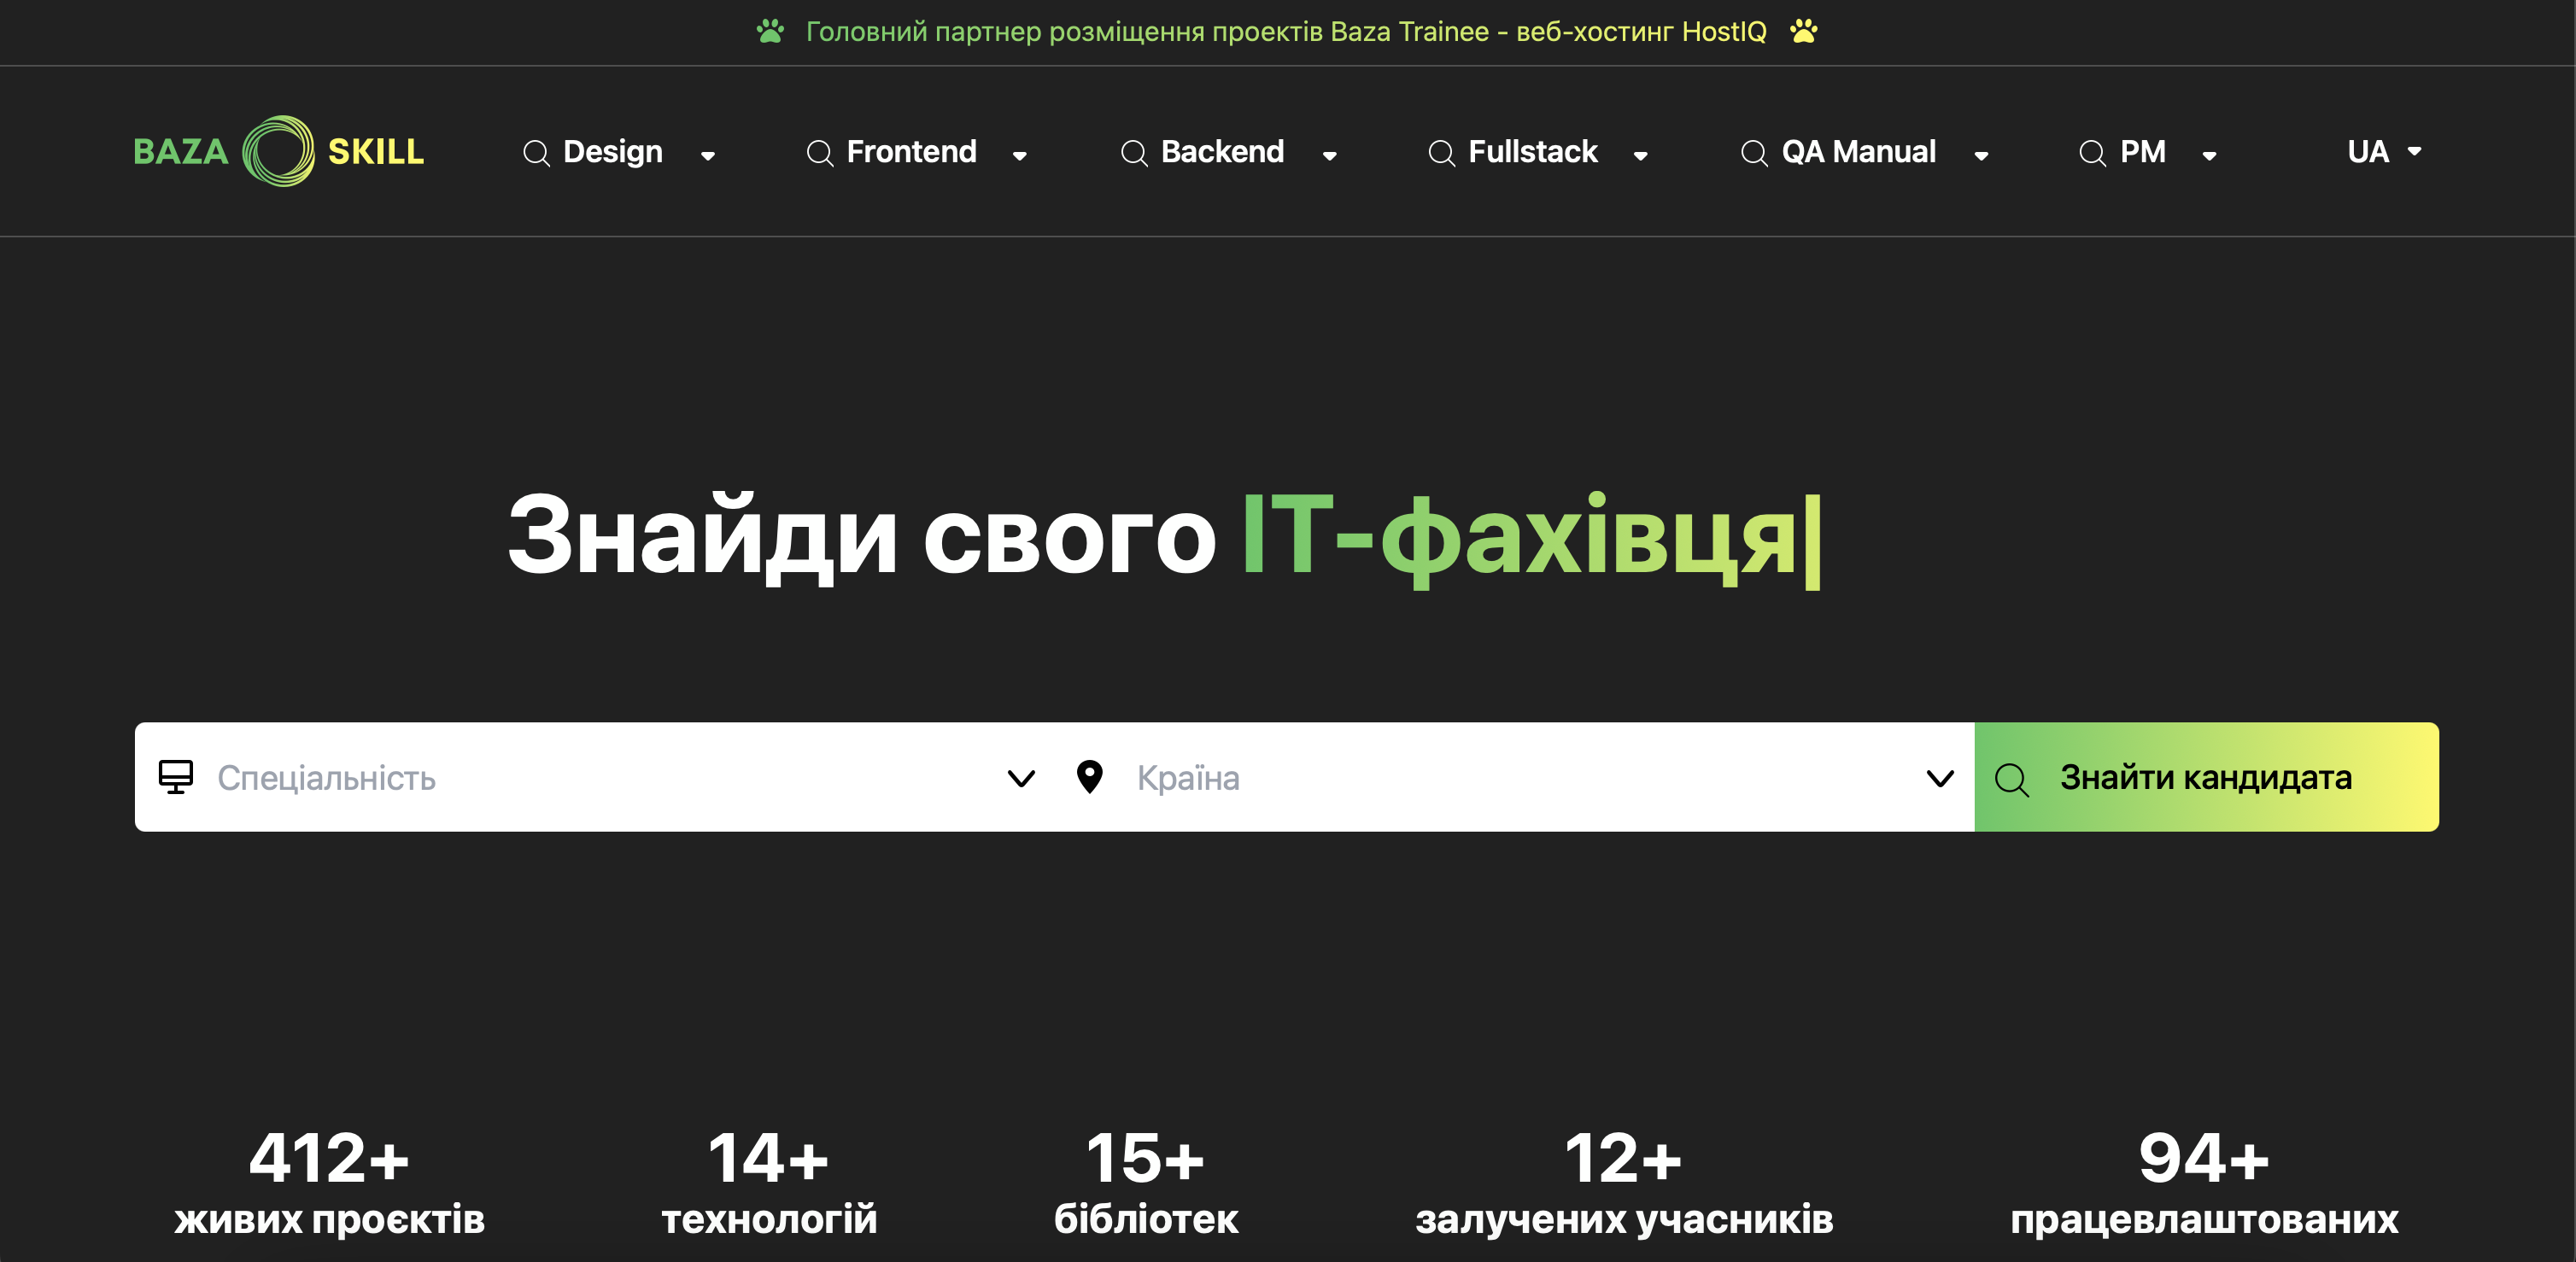 Головний партнер розміщення проектів Baza Trainee - веб-хостинг HostIQ
BAZA SKILL Design Frontend Backend Fullstack QA Manual PM UA
Знайди свого IT-фахівця|
Спеціальність Країна Знайти кандидата
412+ 14+ 15+ 12+ 94+
живих проєктів технологій бібліотек залучених учасників працевлаштованих